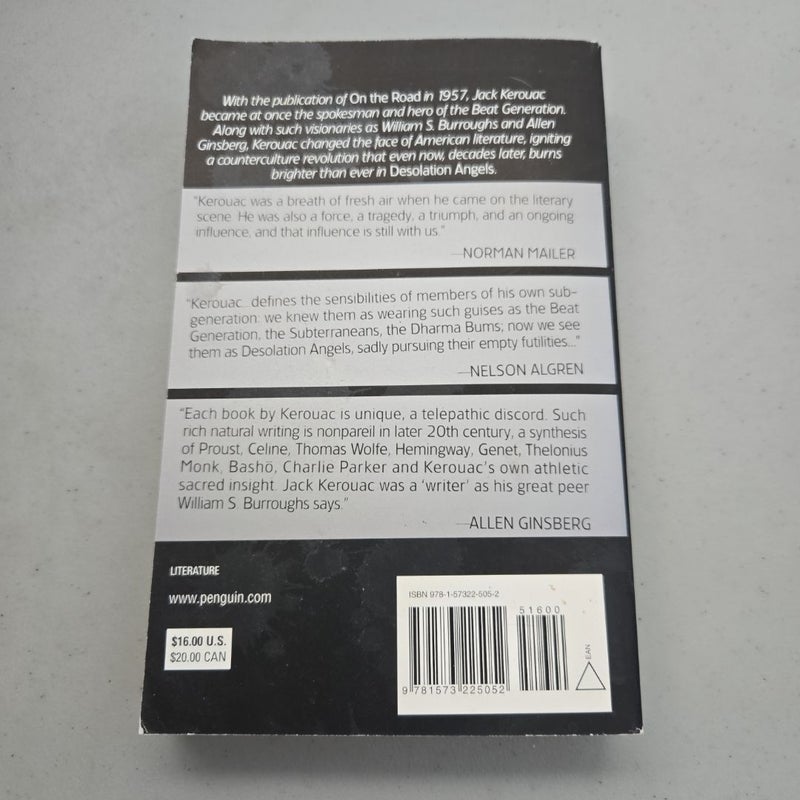 With the publication of On the Road in 1957, Jack Kerouac
became at once the spokesman and hero of the Beat Generation.
Along with such visionaries as William S. Burroughs and Allen
Ginsberg, Kerouac changed the face of American literature, igniting
a counterculture revolution that even now, decades later, burns
brighter than ever in Desolation Angels.
"Kerouac was a breath of fresh air when he came on the literary
scene. He was also a force, a tragedy, a triumph, and an ongoing
influence, and that influence is still with us."
—NORMAN MAILER
"Kerouac...defines the sensibilities of members of his own sub-
generation: we knew them as wearing such guises as the Beat
Generation, the Subterraneans, the Dharma Bums; now we see
them as Desolation Angels, sadly pursuing their empty futilities..."
—NELSON ALGREN
"Each book by Kerouac is unique, a telepathic discord. Such
rich natural writing is nonpareil in later 20th century, a synthesis
of Proust, Celine, Thomas Wolfe, Hemingway, Genet, Thelonius
Monk, Bashō, Charlie Parker and Kerouac's own athletic
sacred insight. Jack Kerouac was a 'writer' as his great peer
William S. Burroughs says."
—ALLEN GINSBERG
LITERATURE
www.penguin.com
$16.00 U.S.
$20.00 CAN
ISBN 978-1-57322-505-2
51600
9 781573 225052
EAN